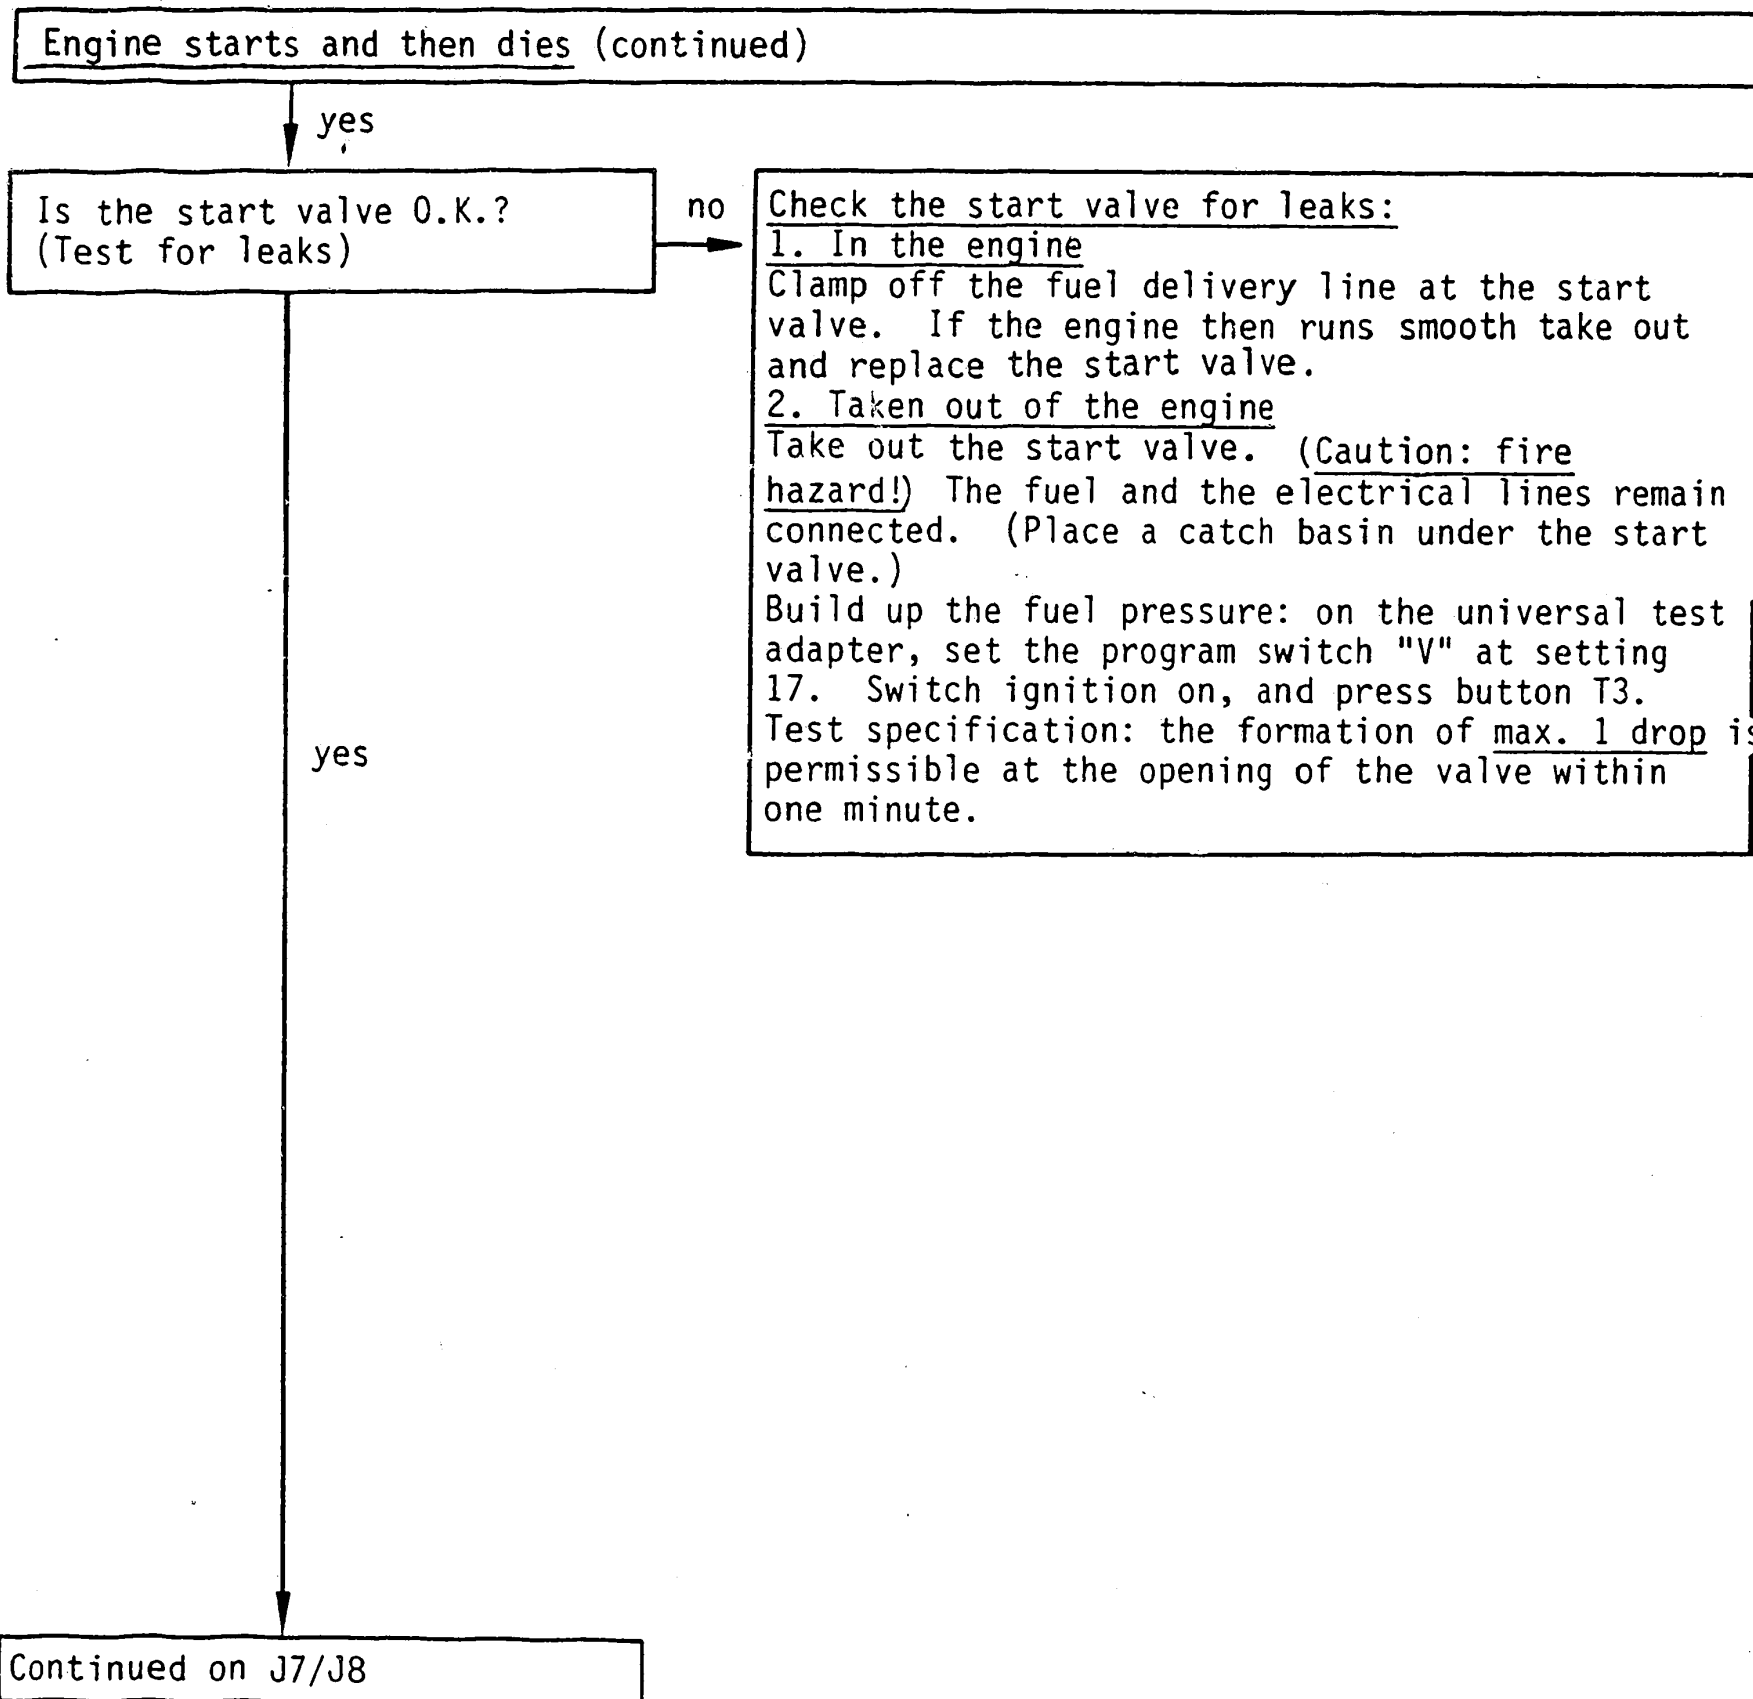 Engine starts and then dies (continued)
yes
Is the start valve O.K.?
(Test for leaks)
no
Check the start valve for leaks:
1. In the engine
Clamp off the fuel delivery line at the start
valve. If the engine then runs smooth take out
and replace the start valve.
2. Taken out of the engine
Take out the start valve. (Caution: fire
hazard!) The fuel and the electrical lines remain
connected. (Place a catch basin under the start
valve.)
Build up the fuel pressure: on the universal test
adapter, set the program switch "V" at setting
17. Switch ignition on, and press button T3.
Test specification: the formation of max. 1 drop is
permissible at the opening of the valve within
one minute.
yes
Continued on J7/J8